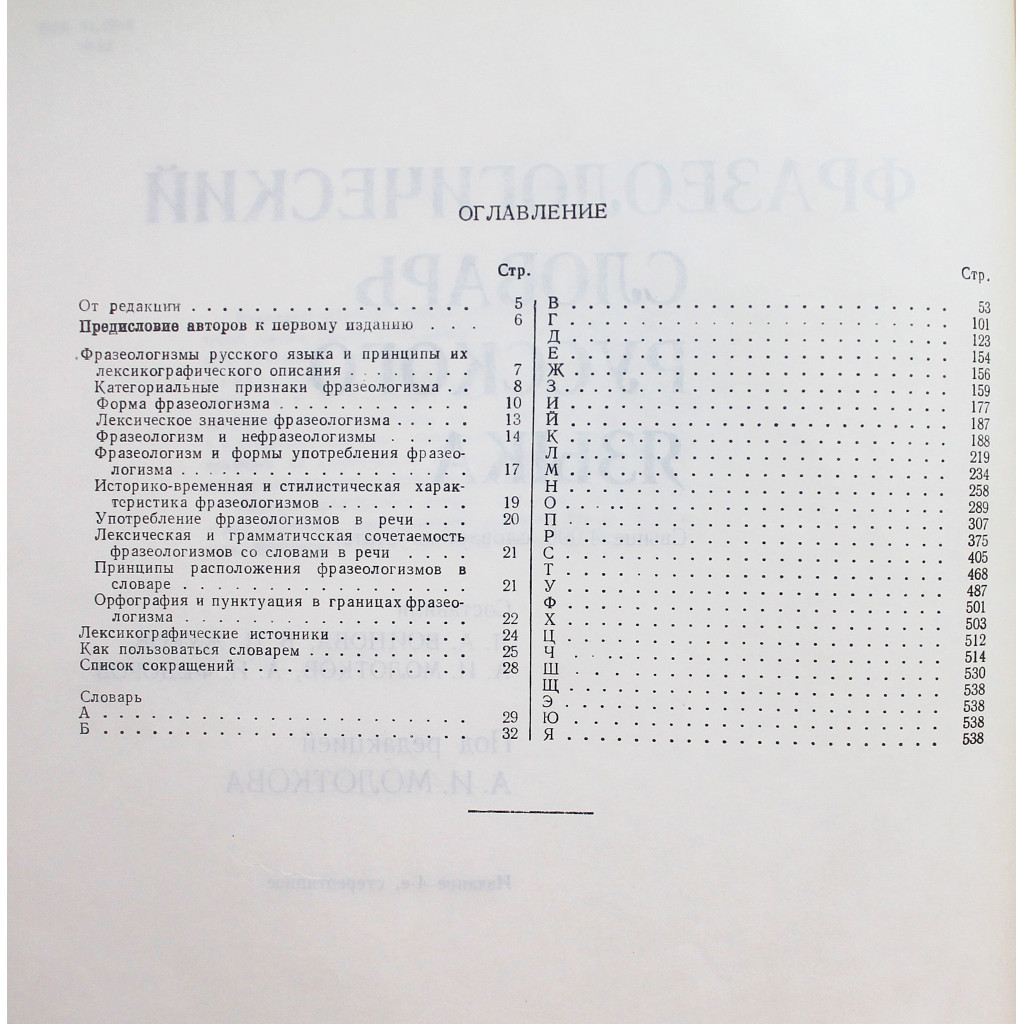 ОГЛАВЛЕНИЕ
Стр.
От редакции . . . . . . . . . . . . . . . . . 5
Предисловие авторов к первому изданию . . . 6
Фразеологизмы русского языка и принципы их
лексикографического описания . . . . . . . . 7
Категориальные признаки фразеологизма . . 8
Форма фразеологизма . . . . . . . . . . . . 10
Лексическое значение фразеологизма . . . . . 13
Фразеологизм и нефразеологизмы . . . . . 14
Фразеологизм и формы употребления фразео-
логизма . . . . . . . . . . . . . . . . . . 17
Историко-временная и стилистическая харак-
теристика фразеологизмов . . . . . . . . . 19
Употребление фразеологизмов в речи . . . 20
Лексическая и грамматичсская сочетаемость
фразеологизмов со словами в речи . . . . . 21
Принципы расположения фразеологизмов в
словаре . . . . . . . . . . . . . . . . . . 21
Орфография и пунктуация в границах фразео-
логизма . . . . . . . . . . . . . . . . . . 22
Лексикографические источники . . . . . . . . 24
Как пользоваться словарем . . . . . . . . . . 25
Список сокращений . . . . . . . . . . . . . . 28
Словарь
А . . . . . . . . . . . . . . . . . . . . . . 29
Б . . . . . . . . . . . . . . . . . . . . . . 32
Стр.
В . . . . . . . . . . . . . . . . . . . . . . 53
Г . . . . . . . . . . . . . . . . . . . . . . 101
Д . . . . . . . . . . . . . . . . . . . . . . 123
Е . . . . . . . . . . . . . . . . . . . . . . 154
Ж . . . . . . . . . . . . . . . . . . . . . . 156
З . . . . . . . . . . . . . . . . . . . . . . 159
И . . . . . . . . . . . . . . . . . . . . . . 177
Й . . . . . . . . . . . . . . . . . . . . . . 187
К . . . . . . . . . . . . . . . . . . . . . . 188
Л . . . . . . . . . . . . . . . . . . . . . . 219
М . . . . . . . . . . . . . . . . . . . . . . 234
Н . . . . . . . . . . . . . . . . . . . . . . 258
О . . . . . . . . . . . . . . . . . . . . . . 289
П . . . . . . . . . . . . . . . . . . . . . . 307
Р . . . . . . . . . . . . . . . . . . . . . . 375
С . . . . . . . . . . . . . . . . . . . . . . 405
Т . . . . . . . . . . . . . . . . . . . . . . 468
У . . . . . . . . . . . . . . . . . . . . . . 487
Ф . . . . . . . . . . . . . . . . . . . . . . 501
Х . . . . . . . . . . . . . . . . . . . . . . 503
Ц . . . . . . . . . . . . . . . . . . . . . . 512
Ч . . . . . . . . . . . . . . . . . . . . . . 514
Ш . . . . . . . . . . . . . . . . . . . . . . 530
Щ . . . . . . . . . . . . . . . . . . . . . . 538
Э . . . . . . . . . . . . . . . . . . . . . . 538
Ю . . . . . . . . . . . . . . . . . . . . . . 538
Я . . . . . . . . . . . . . . . . . . . . . . 538